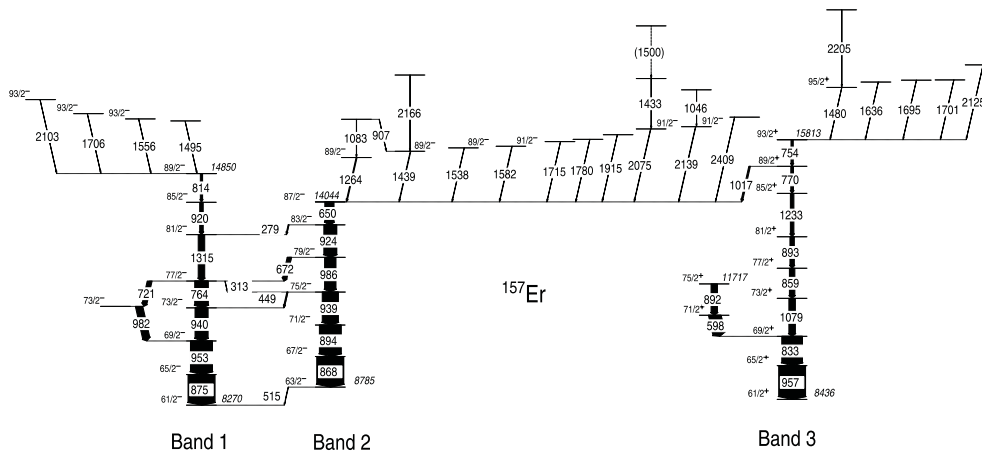 2205
(1500)
95/2+
93/2− 93/2− 93/2− 2166 1433 1046 1480 1636 1695 1701 2125
2103 1706 1556 1495 1083 907 91/2− 91/2− 93/2+ 15813
89/2− 14850 89/2− 89/2− 89/2− 91/2− 754
814 1264 1439 1538 1582 1715 1780 1915 2075 2139 2409 1017 89/2+ 770
85/2− 87/2− 14044 85/2+
920 650 1233
81/2− 279 83/2− 81/2+
1315 924 893
79/2− 77/2+
77/2− 313 672 986 859
721 764 449 75/2− 75/2+ 11717
73/2− 73/2− 939 892 73/2+
982 940 71/2− 71/2+ 598 1079
69/2− 894 69/2+
953 67/2− 833
65/2− 868 65/2+
875 63/2− 8785 957
61/2− 8270 515 61/2+ 8436
157Er
Band 1 Band 2 Band 3